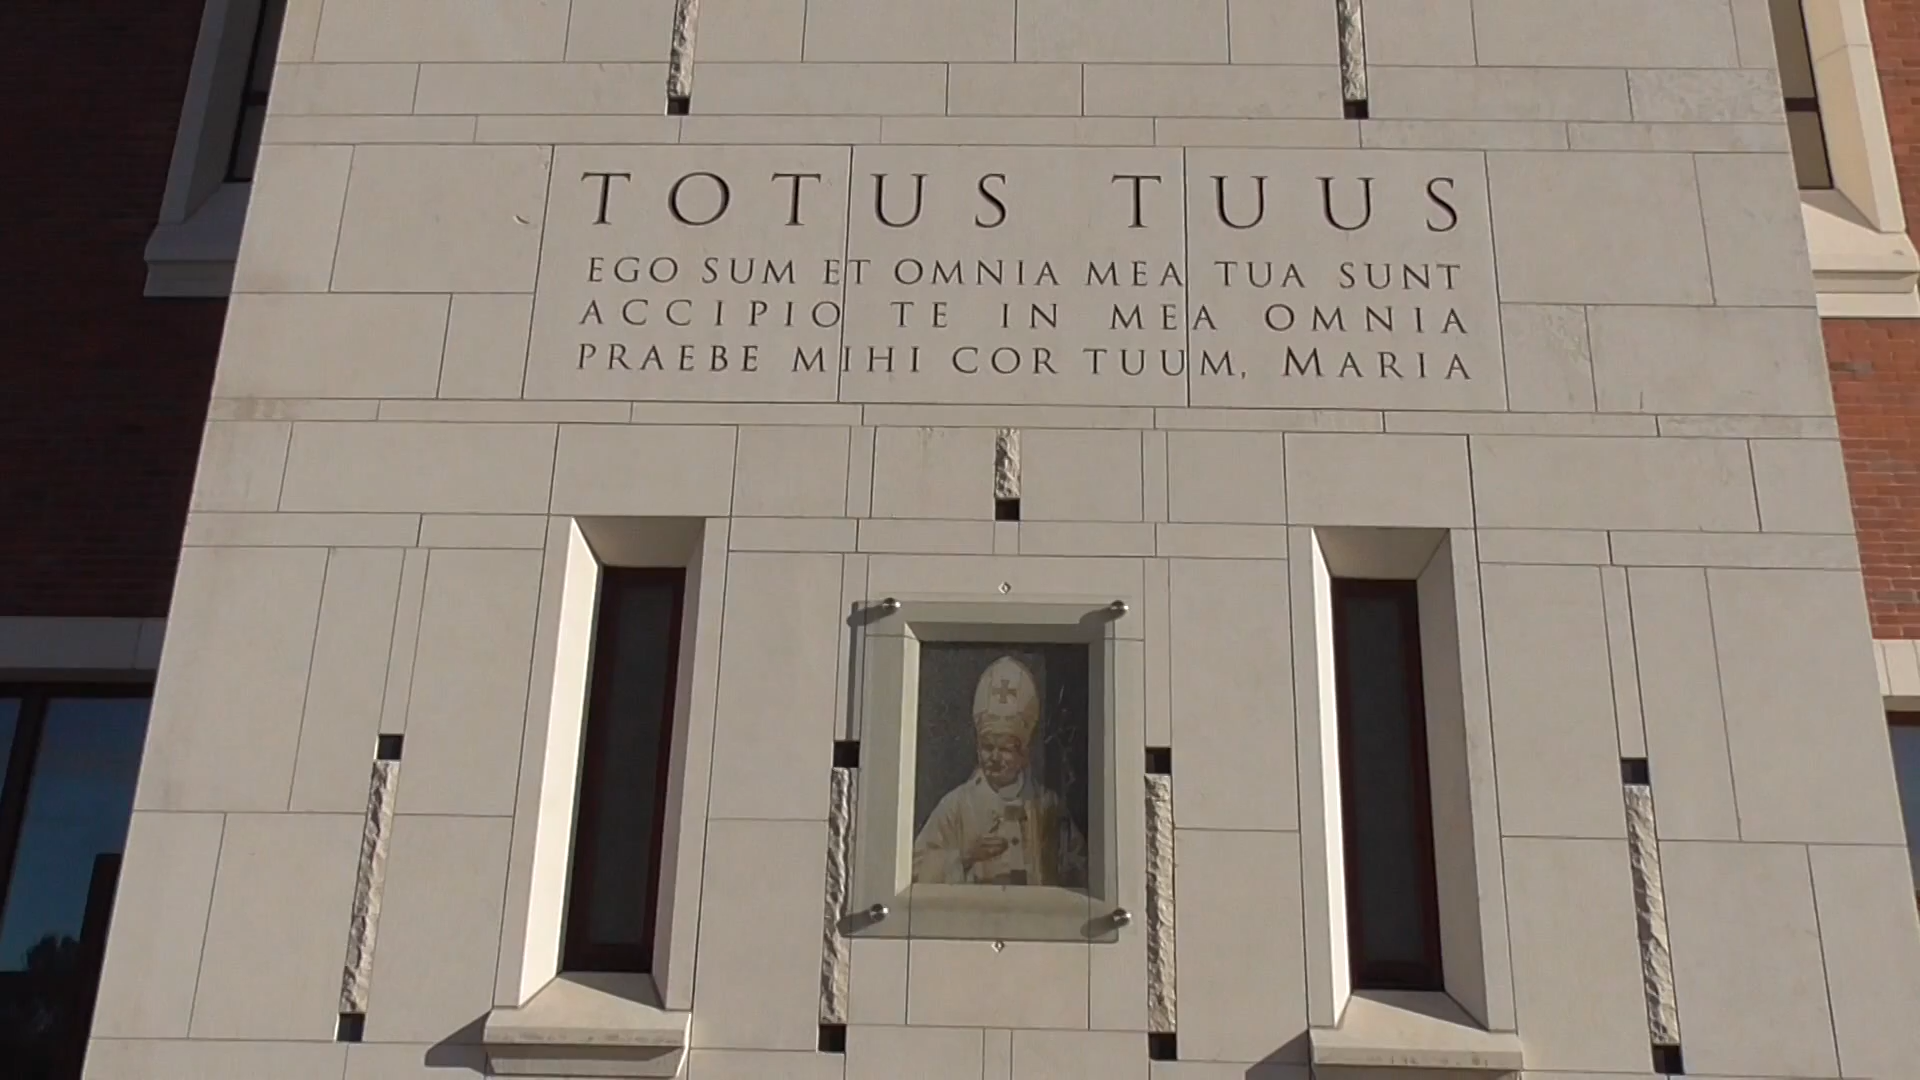 TOTUS TUUS
EGO SUM ET OMNIA MEA TUA SUNT
ACCIPIO TE IN MEA OMNIA
PRAEBE MIHI COR TUUM, MARIA